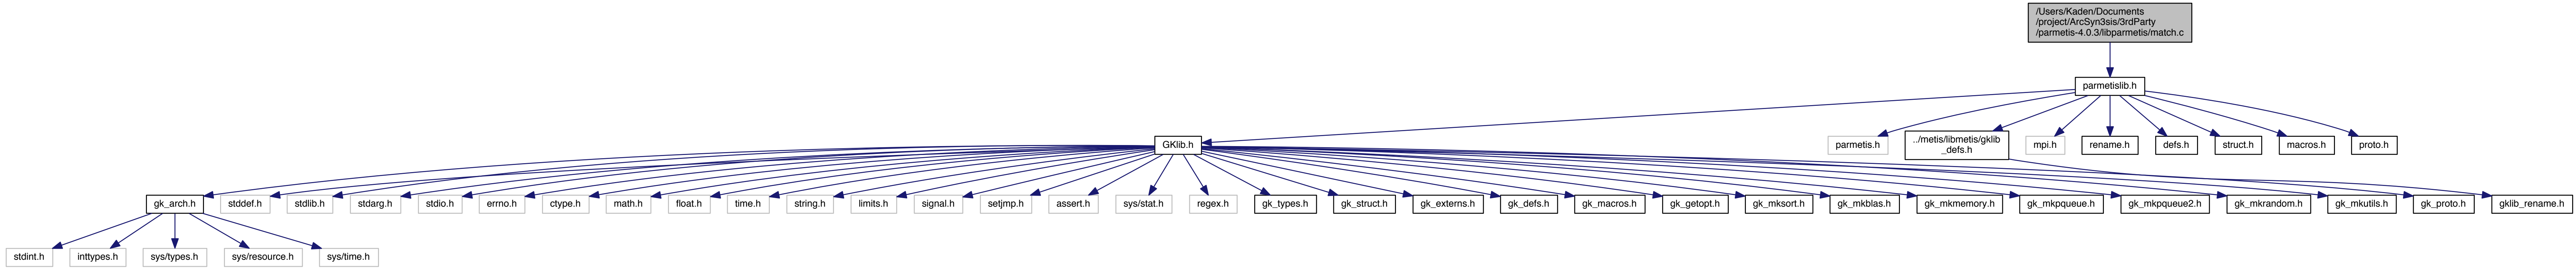 /Users/Kaden/Documents
/project/ArcSyn3sis/3rdParty
/parmetis-4.0.3/libparmetis/match.c
parmetislib.h
GKlib.h
parmetis.h
../metis/libmetis/gklib
_defs.h
mpi.h
rename.h
defs.h
struct.h
macros.h
proto.h
gk_arch.h
stddef.h
stdlib.h
stdarg.h
stdio.h
errno.h
ctype.h
math.h
float.h
time.h
string.h
limits.h
signal.h
setjmp.h
assert.h
sys/stat.h
regex.h
gk_types.h
gk_struct.h
gk_externs.h
gk_defs.h
gk_macros.h
gk_getopt.h
gk_mksort.h
gk_mkblas.h
gk_mkmemory.h
gk_mkpqueue.h
gk_mkpqueue2.h
gk_mkrandom.h
gk_mkutils.h
gk_proto.h
gklib_rename.h
stdint.h
inttypes.h
sys/types.h
sys/resource.h
sys/time.h